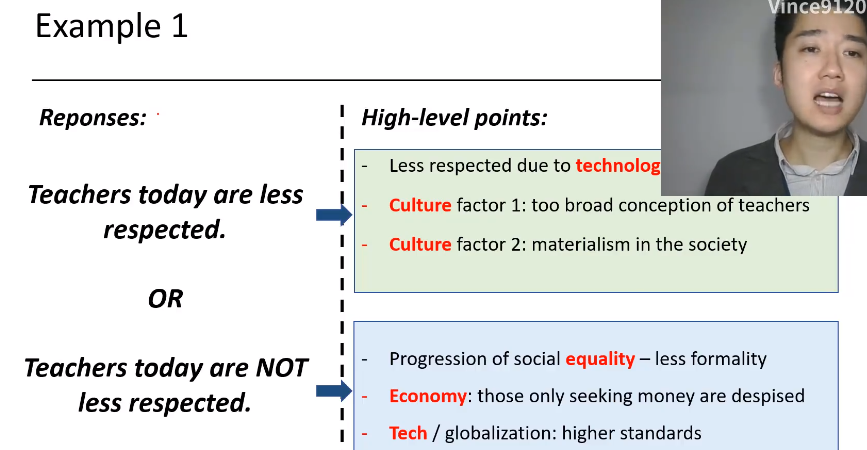 Vince9120
Example 1
Reponses:
Teachers today are less
respected.
OR
Teachers today are NOT
less respected.
High-level points:
- Less respected due to technolog
- Culture factor 1: too broad conception of teachers
- Culture factor 2: materialism in the society
- Progression of social equality – less formality
- Economy: those only seeking money are despised
- Tech / globalization: higher standards